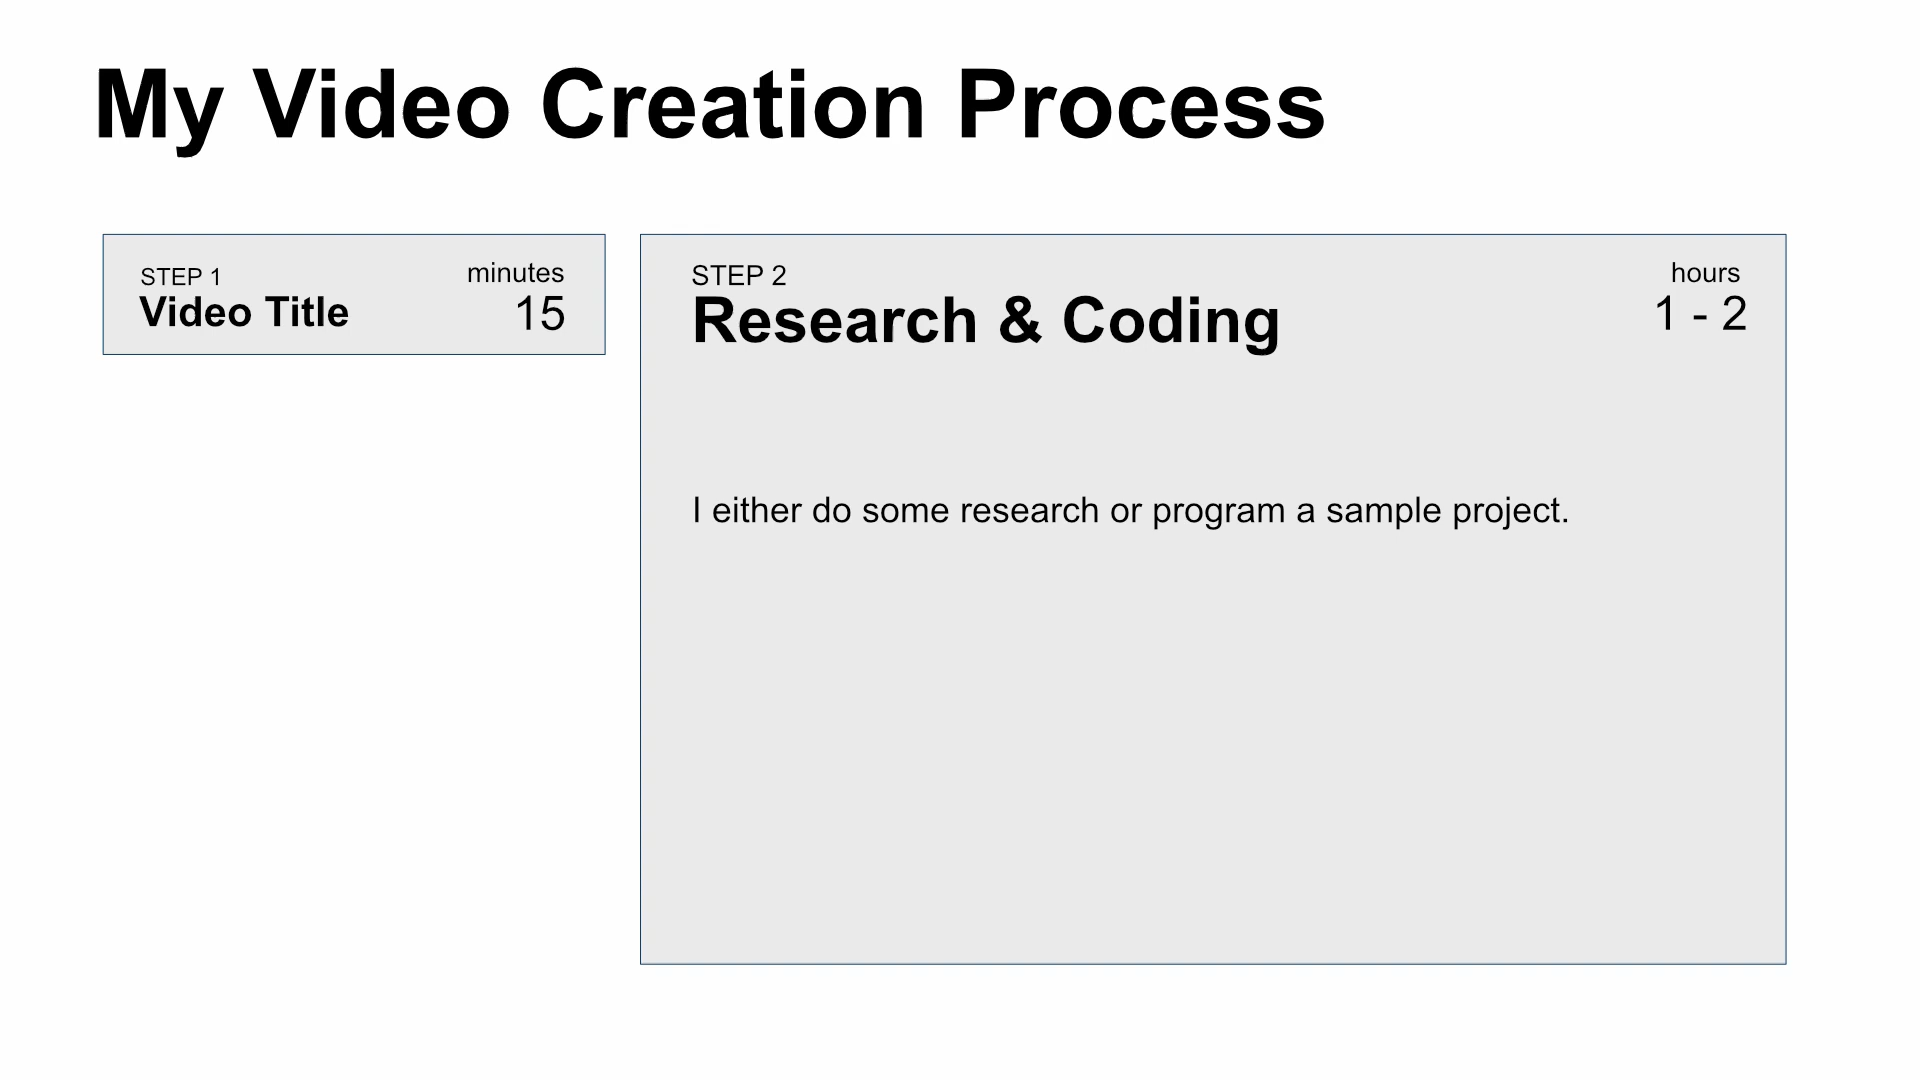 My Video Creation Process
STEP 1
minutes
Video Title
15
STEP 2
hours
Research & Coding
1 - 2
I either do some research or program a sample project.